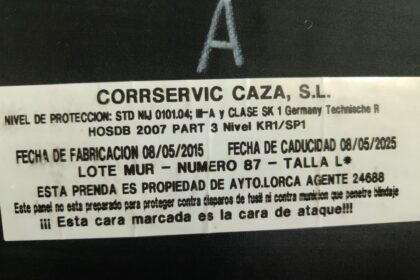 A
CORRSERVIC CAZA, S.L.
NIVEL DE PROTECCION: STD NIJ 0101.04; III-A y CLASE SK 1 Germany Technische R
HOSDB 2007 PART 3 Nivel KR1/SP1
FECHA DE FABRICACION 08/05/2015 FECHA DE CADUCIDAD 08/05/2025
LOTE MUR - NUMERO 87 - TALLA L*
ESTA PRENDA ES PROPIEDAD DE AYTO.LORCA AGENTE 24688
Este panel no esta preparado para proteger contra disparos de fusil ni contra municion que penetre blindaje
¡¡¡ Esta cara marcada es la cara de ataque!!!